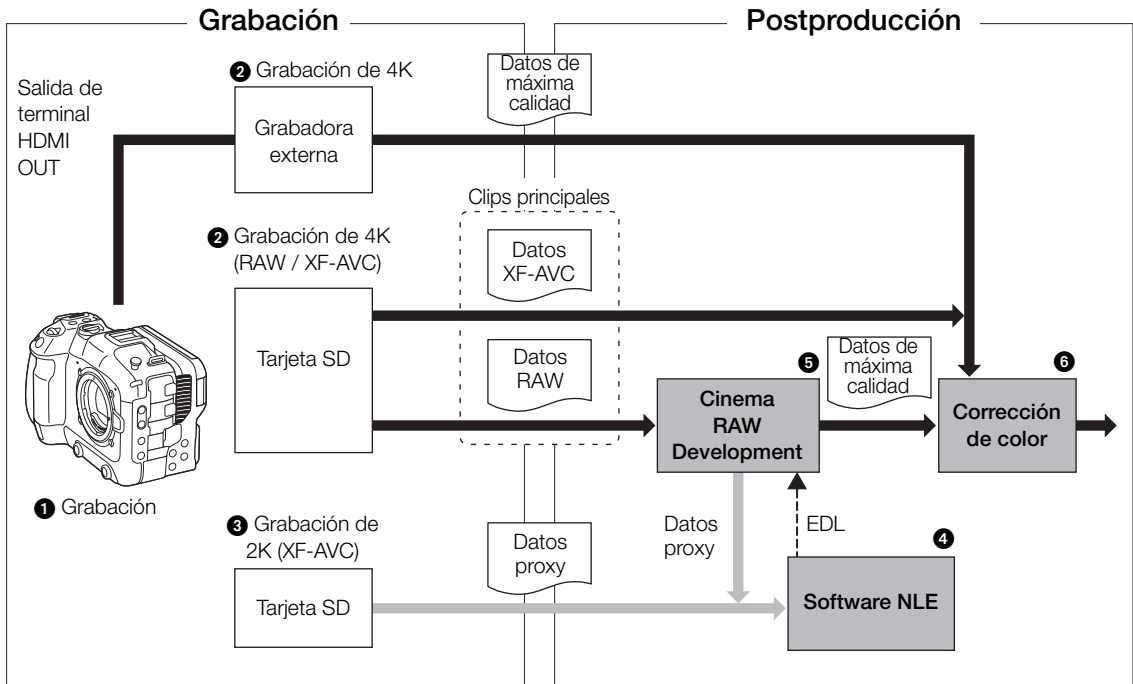 Grabación
Postproducción
Salida de
terminal
HDMI
OUT
❷ Grabación de 4K
Grabadora
externa
Datos de
máxima
calidad
Clips principales
❷ Grabación de 4K
(RAW / XF-AVC)
Tarjeta SD
Datos
XF-AVC
Datos
RAW
❺
Cinema
RAW
Development
Datos de
máxima
calidad
❻
Corrección
de color
❶ Grabación
❸ Grabación de
2K (XF-AVC)
Tarjeta SD
Datos
proxy
Datos
proxy
EDL
❹
Software NLE